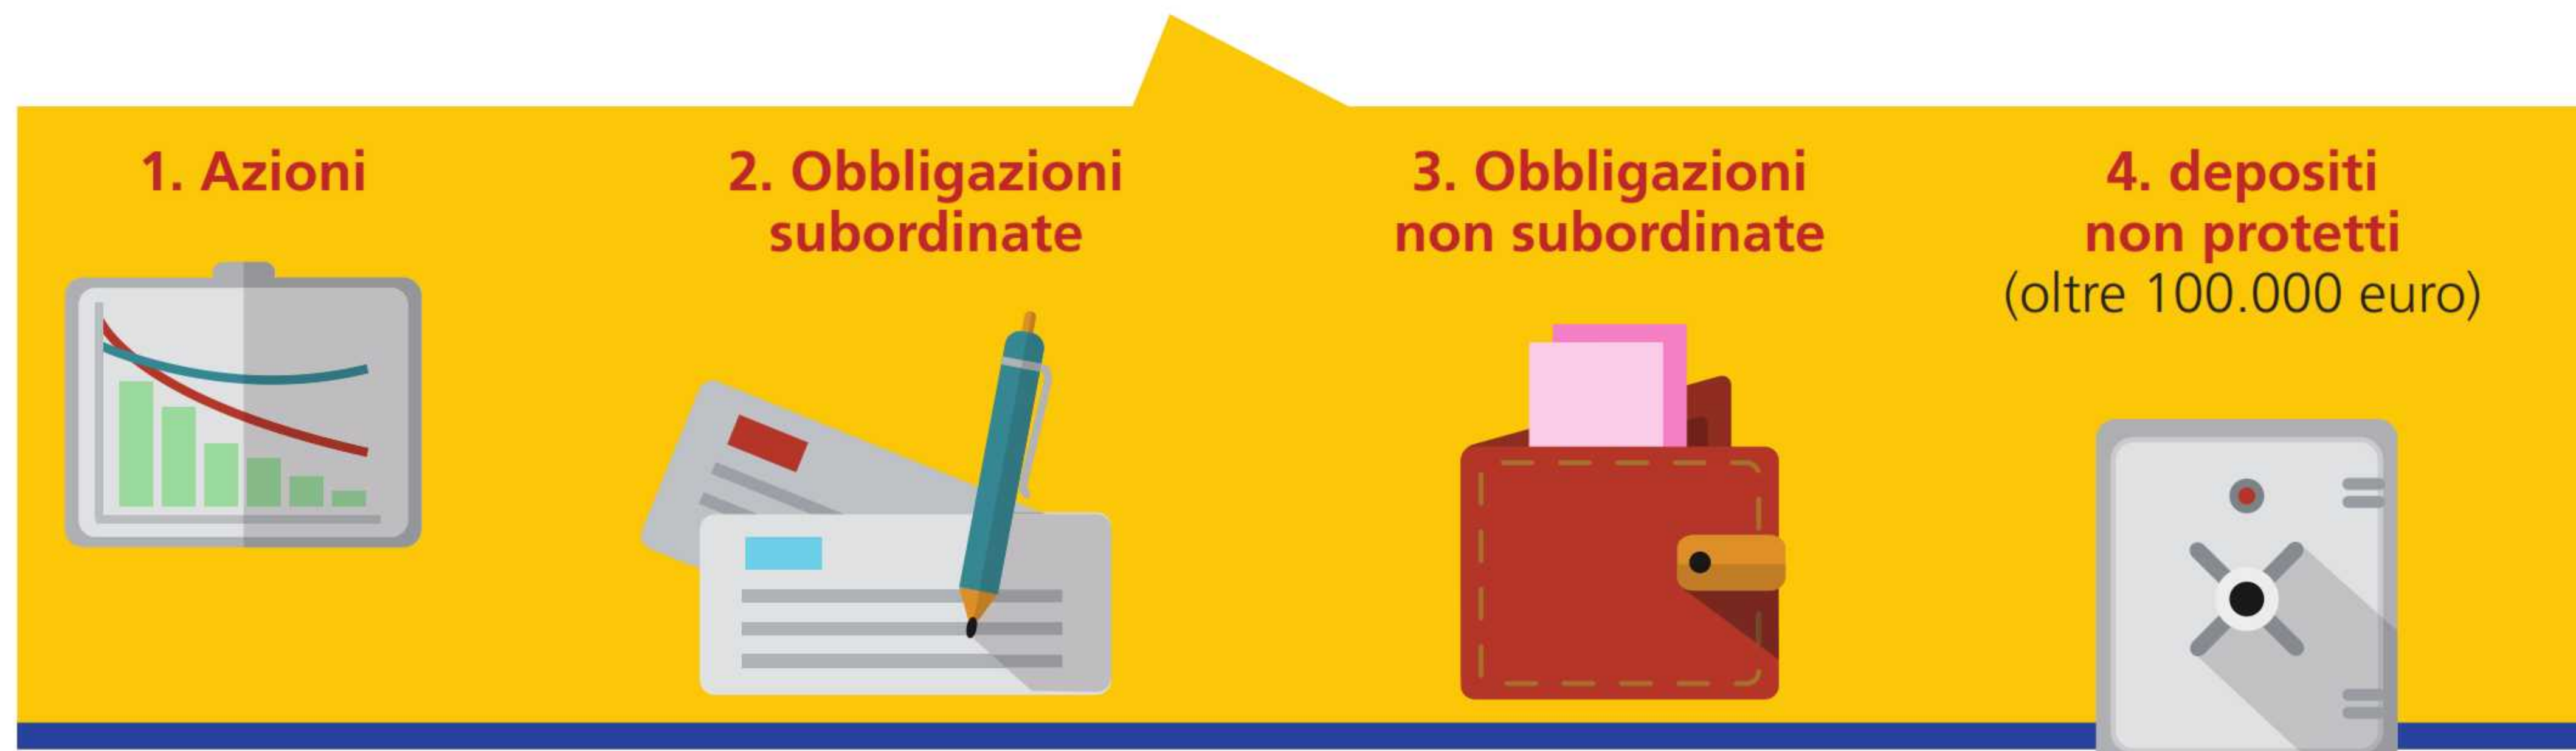 1. Azioni
2. Obbligazioni
subordinate
3. Obbligazioni
non subordinate
4. depositi
non protetti
(oltre 100.000 euro)